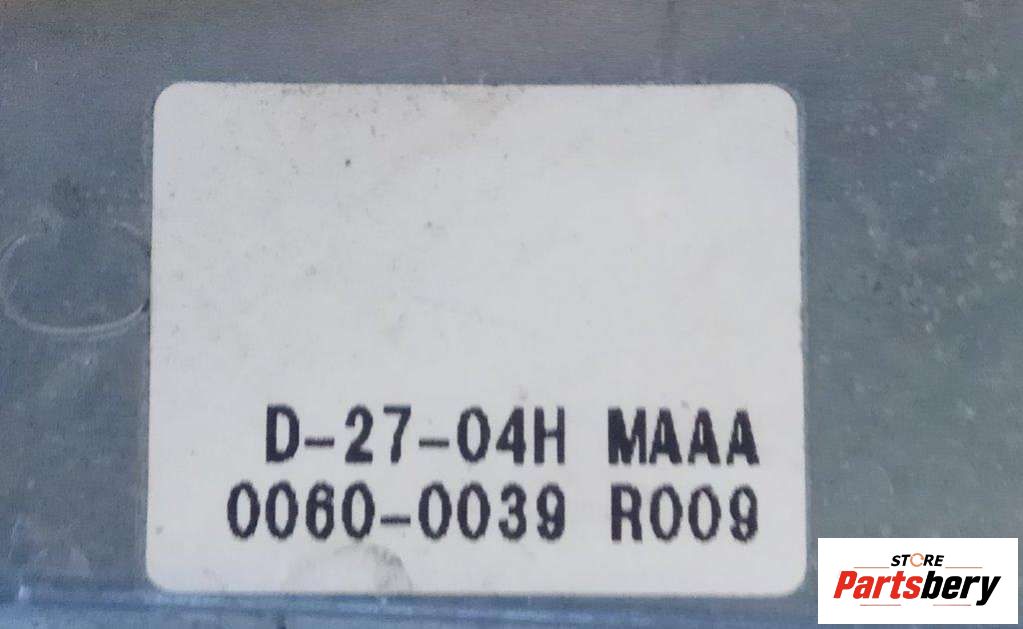 D-27-04H MAAA
0060-0039 R009
STORE
Partsbery